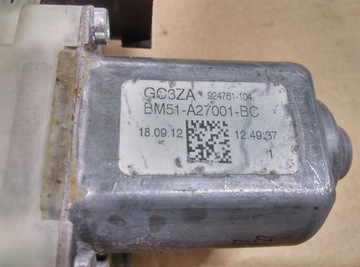 GC3ZA 924761-104
BM51-A27001-BC
18.09.12 12:49:37
1